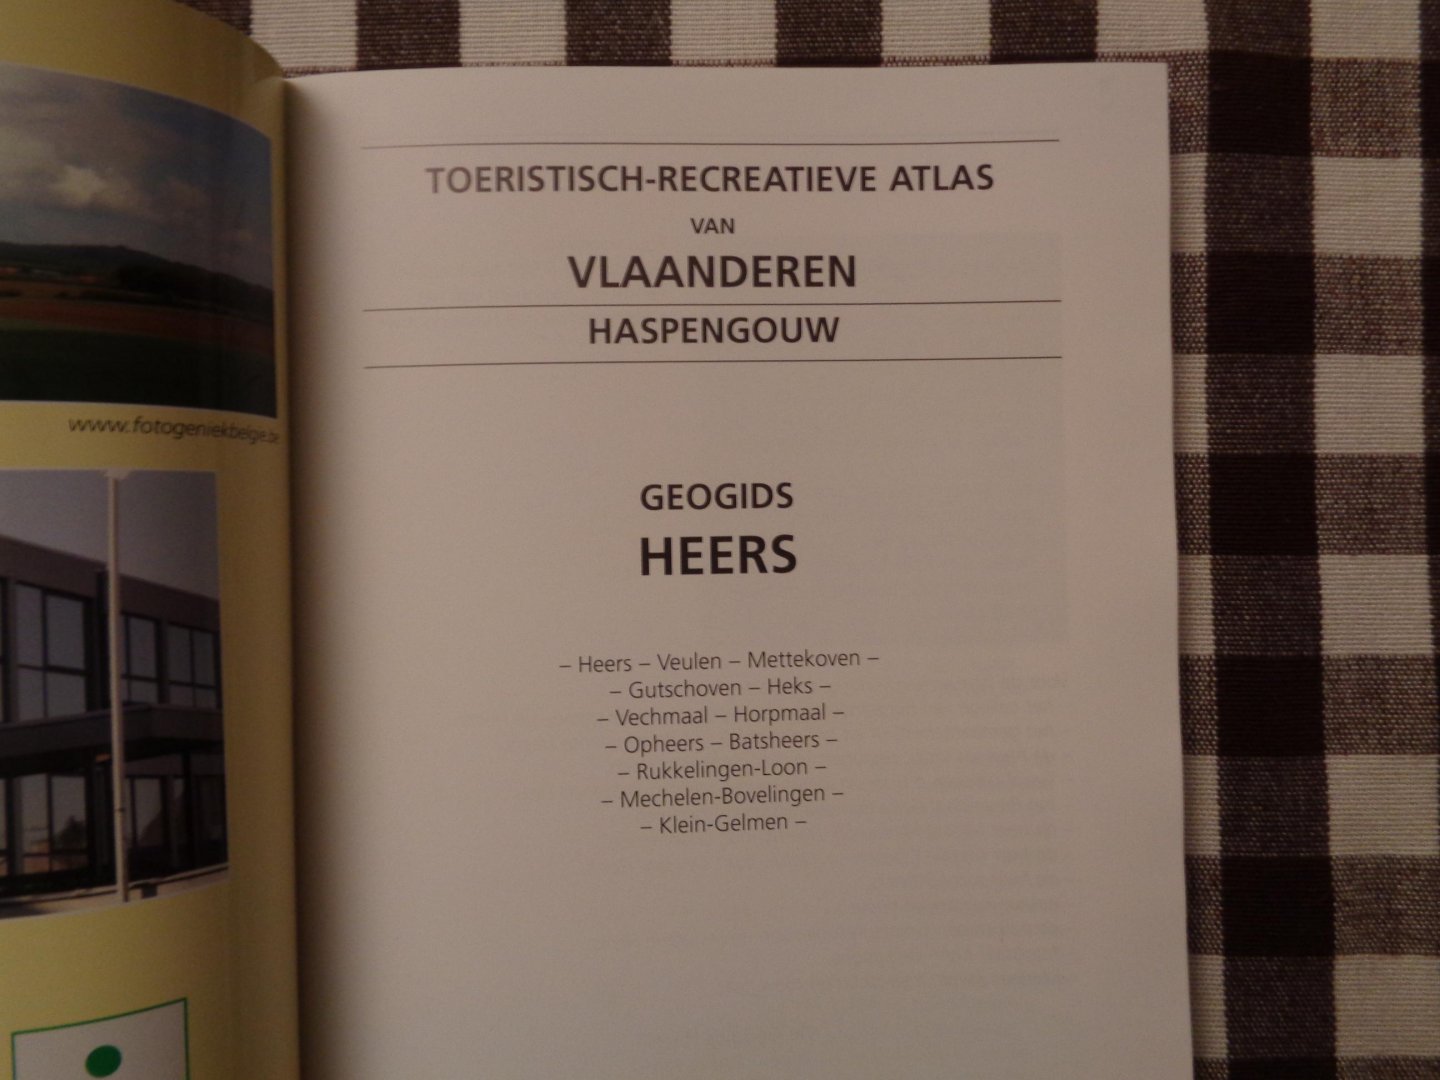 www.fotogeniekbelgie.be
TOERISTISCH-RECREATIEVE ATLAS
VAN
VLAANDEREN
HASPENGOUW
GEOGIDS
HEERS
– Heers – Veulen – Mettekoven –
– Gutschoven – Heks –
– Vechmaal – Horpmaal –
– Opheers – Batsheers –
– Rukkelingen-Loon –
– Mechelen-Bovelingen –
– Klein-Gelmen –